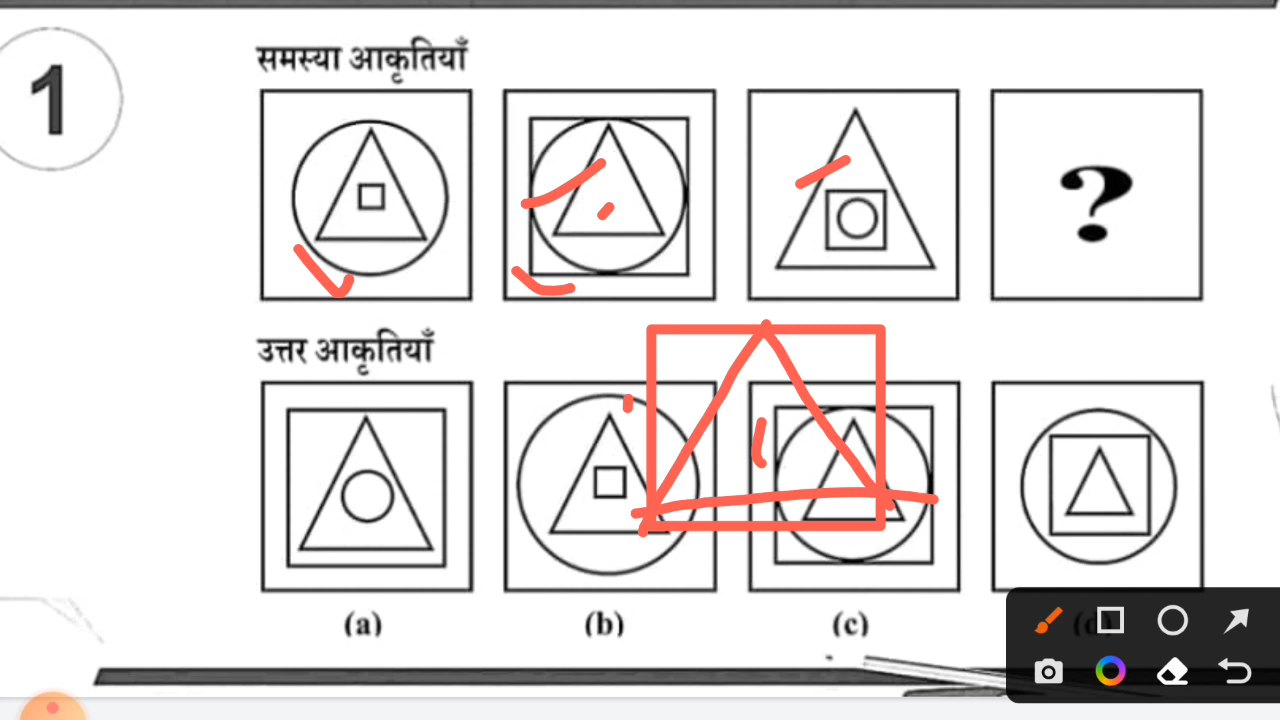 1
समस्या आकृतियाँ
?
उत्तर आकृतियाँ
(a) (b) (c)